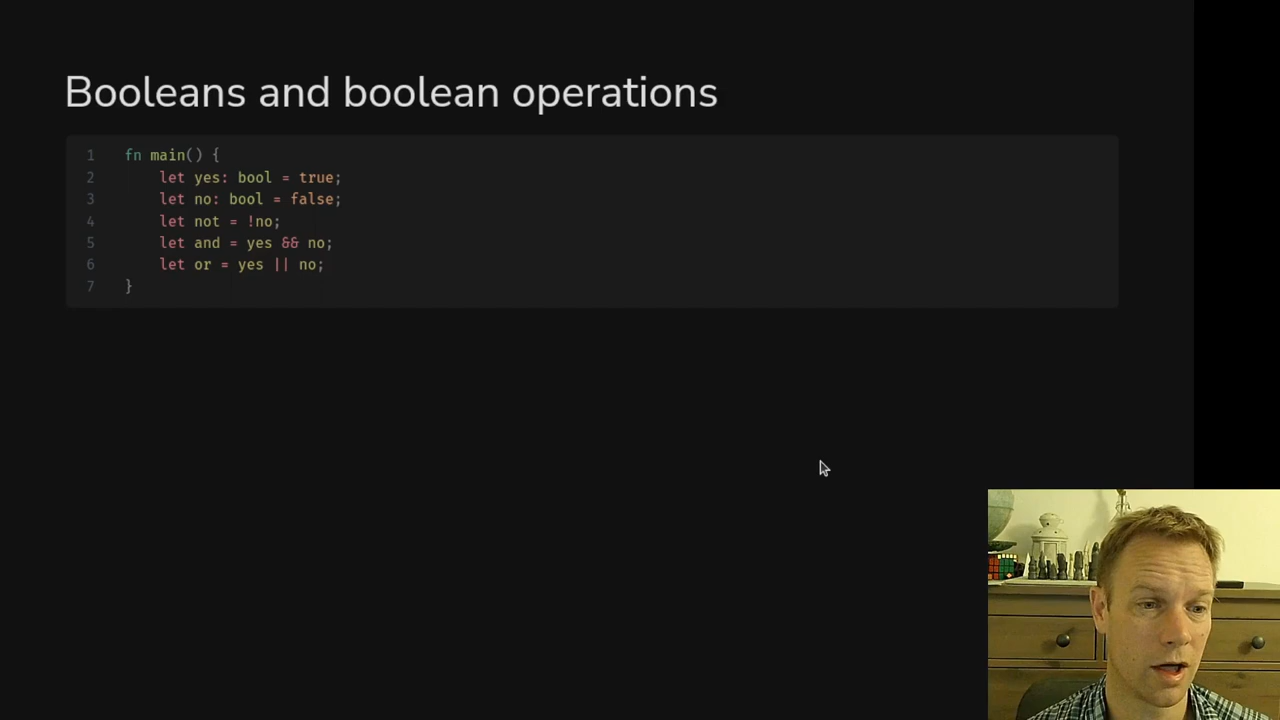 Booleans and boolean operations
1 fn main() {
2 let yes: bool = true;
3 let no: bool = false;
4 let not = !no;
5 let and = yes && no;
6 let or = yes || no;
7 }